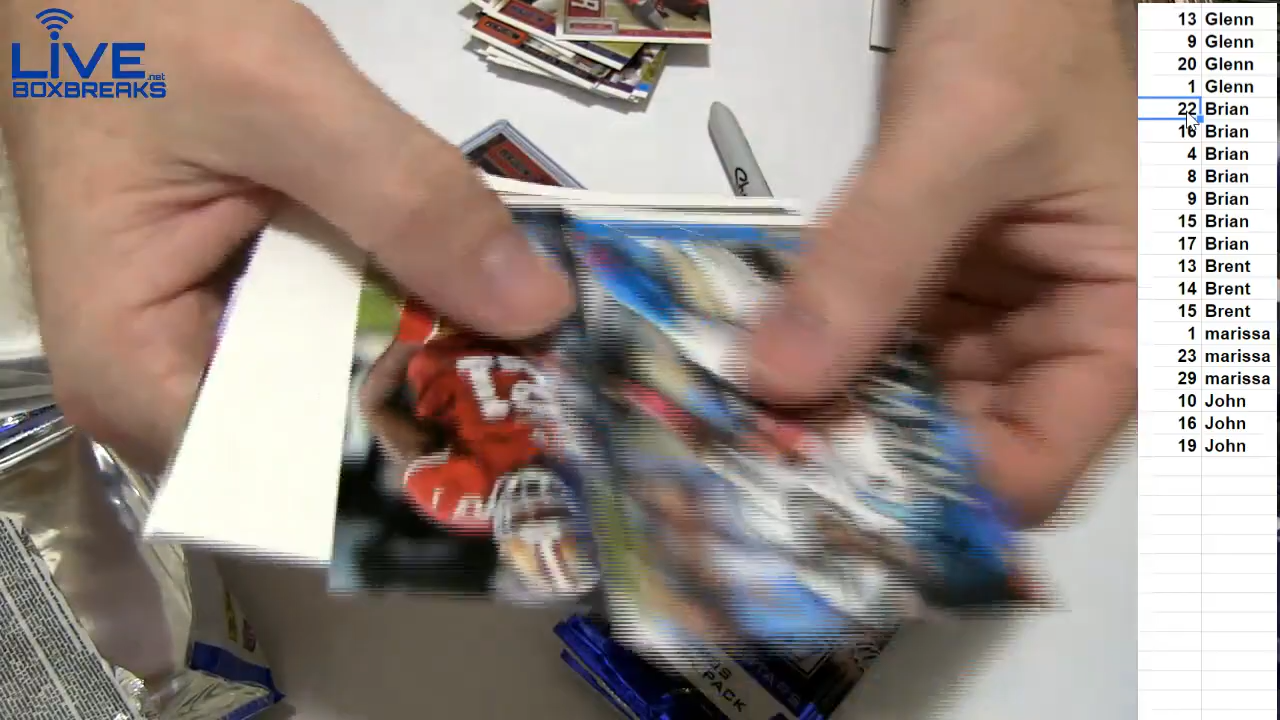 LiVE
.net
BOXBREAKS
13 Glenn
9 Glenn
20 Glenn
1 Glenn
22 Brian
16 Brian
4 Brian
8 Brian
9 Brian
15 Brian
17 Brian
13 Brent
14 Brent
15 Brent
1 marissa
23 marissa
29 marissa
10 John
16 John
19 John
PACK